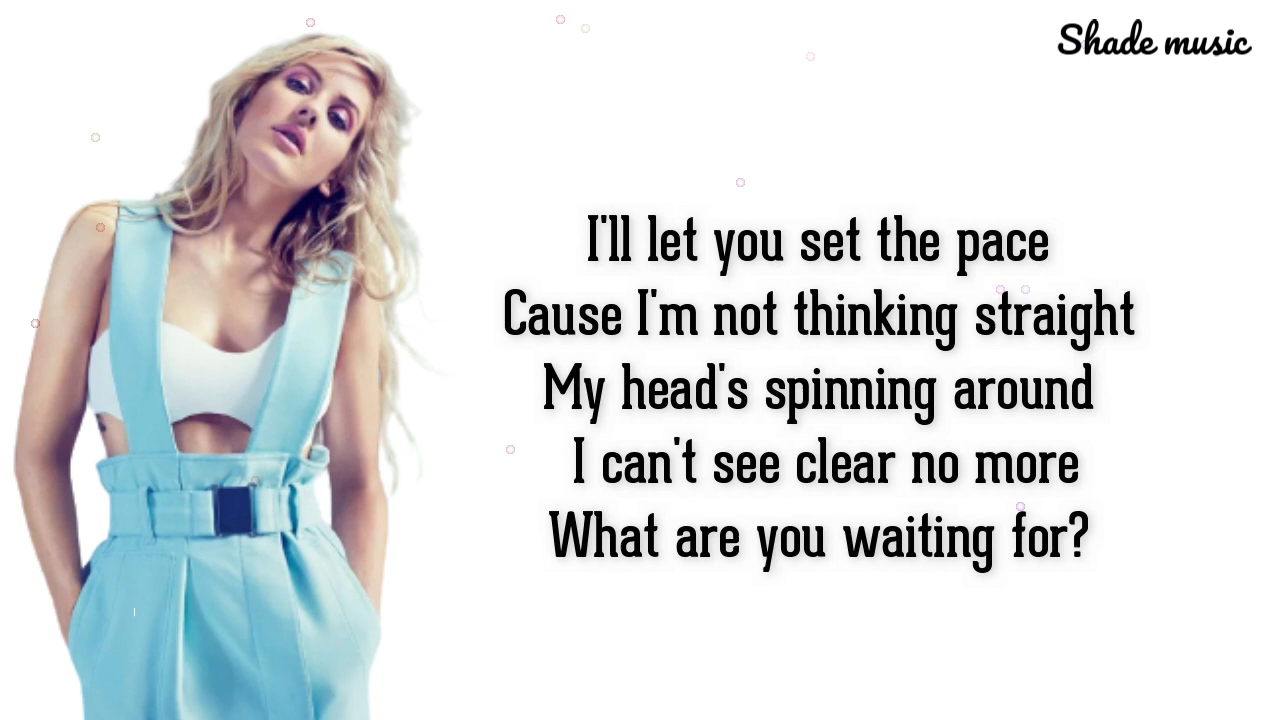 Shade music
I'll let you set the pace
Cause I'm not thinking straight
My head's spinning around
I can't see clear no more
What are you waiting for?